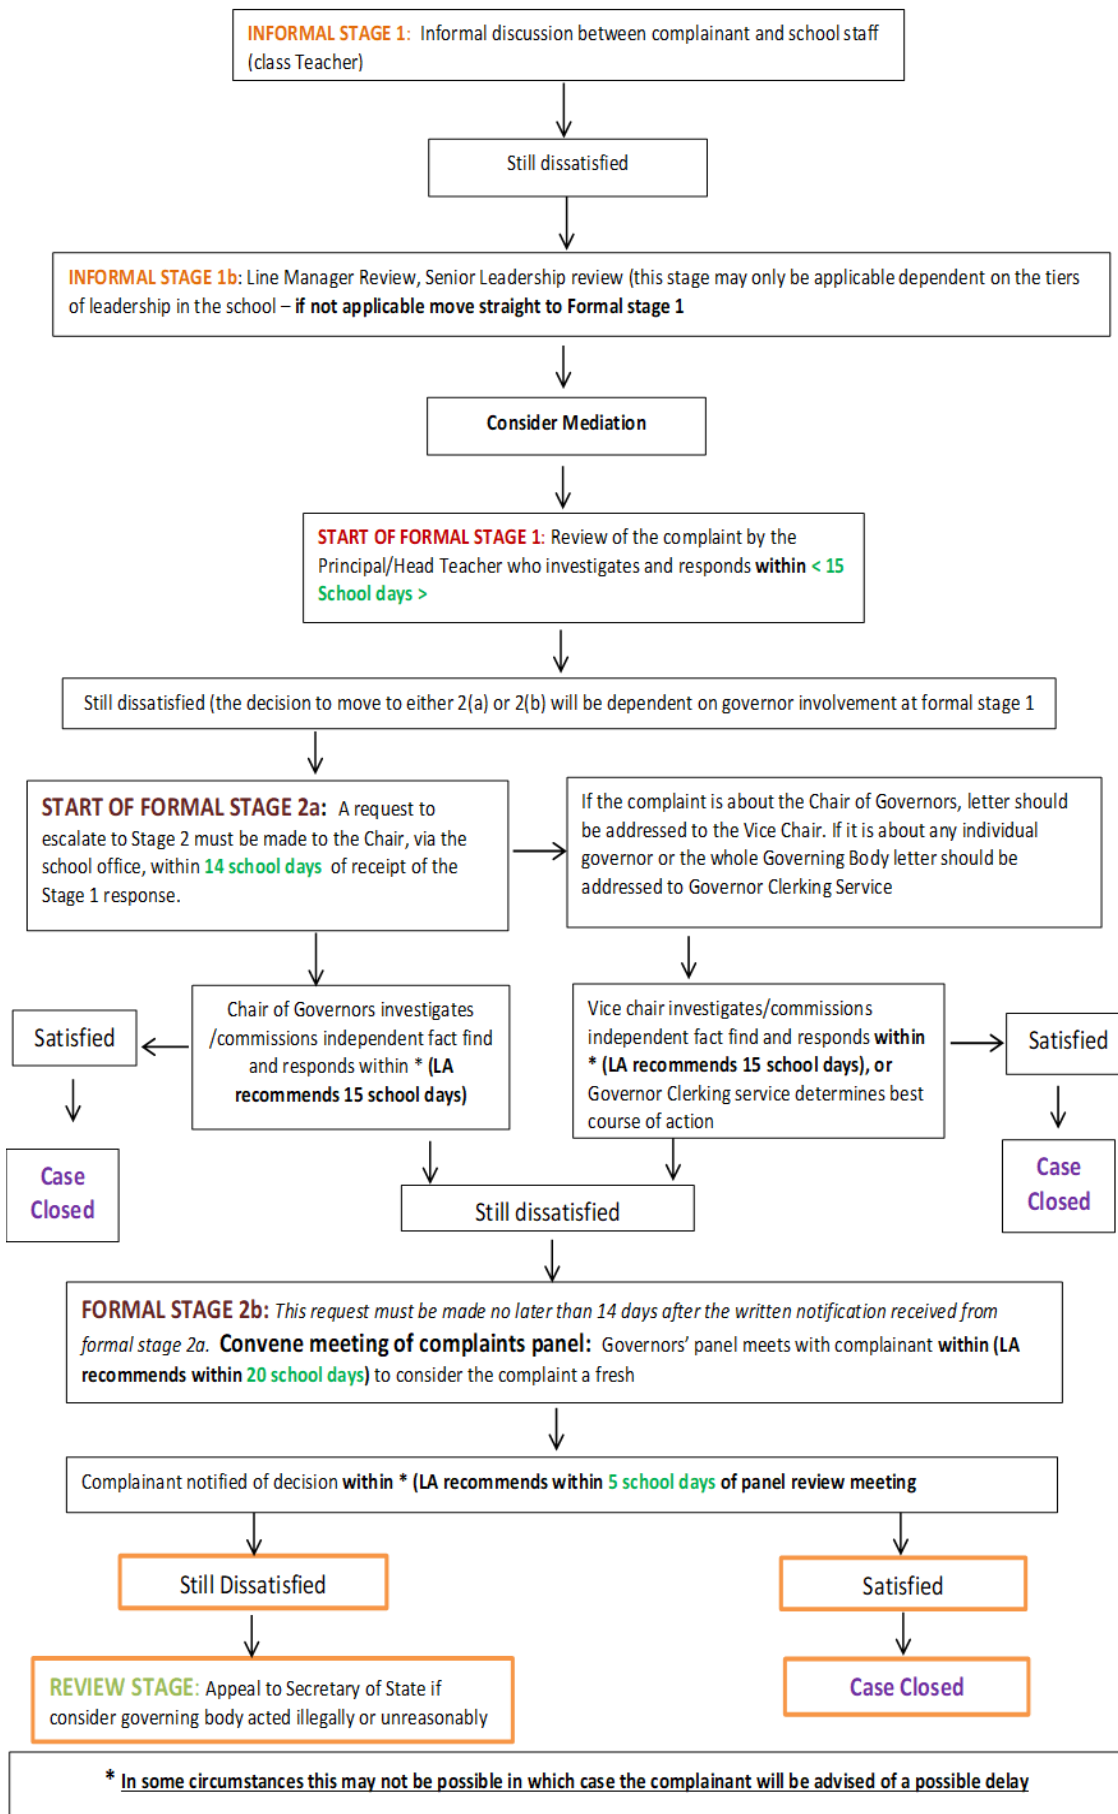 INFORMAL STAGE 1: Informal discussion between complainant and school staff
(class Teacher)
Still dissatisfied
INFORMAL STAGE 1b: Line Manager Review, Senior Leadership review (this stage may only be applicable dependent on the tiers
of leadership in the school – if not applicable move straight to Formal stage 1
Consider Mediation
START OF FORMAL STAGE 1: Review of the complaint by the
Principal/Head Teacher who investigates and responds within < 15
School days >
Still dissatisfied (the decision to move to either 2(a) or 2(b) will be dependent on governor involvement at formal stage 1
START OF FORMAL STAGE 2a: A request to
escalate to Stage 2 must be made to the Chair, via the
school office, within 14 school days of receipt of the
Stage 1 response.
If the complaint is about the Chair of Governors, letter should
be addressed to the Vice Chair. If it is about any individual
governor or the whole Governing Body letter should be
addressed to Governor Clerking Service
Satisfied
Chair of Governors investigates
/commissions independent fact find
and responds within * (LA
recommends 15 school days)
Vice chair investigates/commissions
independent fact find and responds within
* (LA recommends 15 school days), or
Governor Clerking service determines best
course of action
Satisfied
Case
Closed
Case
Closed
Still dissatisfied
FORMAL STAGE 2b: This request must be made no later than 14 days after the written notification received from
formal stage 2a. Convene meeting of complaints panel: Governors' panel meets with complainant within (LA
recommends within 20 school days) to consider the complaint a fresh
Complainant notified of decision within * (LA recommends within 5 school days of panel review meeting
Still Dissatisfied
Satisfied
REVIEW STAGE: Appeal to Secretary of State if
consider governing body acted illegally or unreasonably
Case Closed
* In some circumstances this may not be possible in which case the complainant will be advised of a possible delay